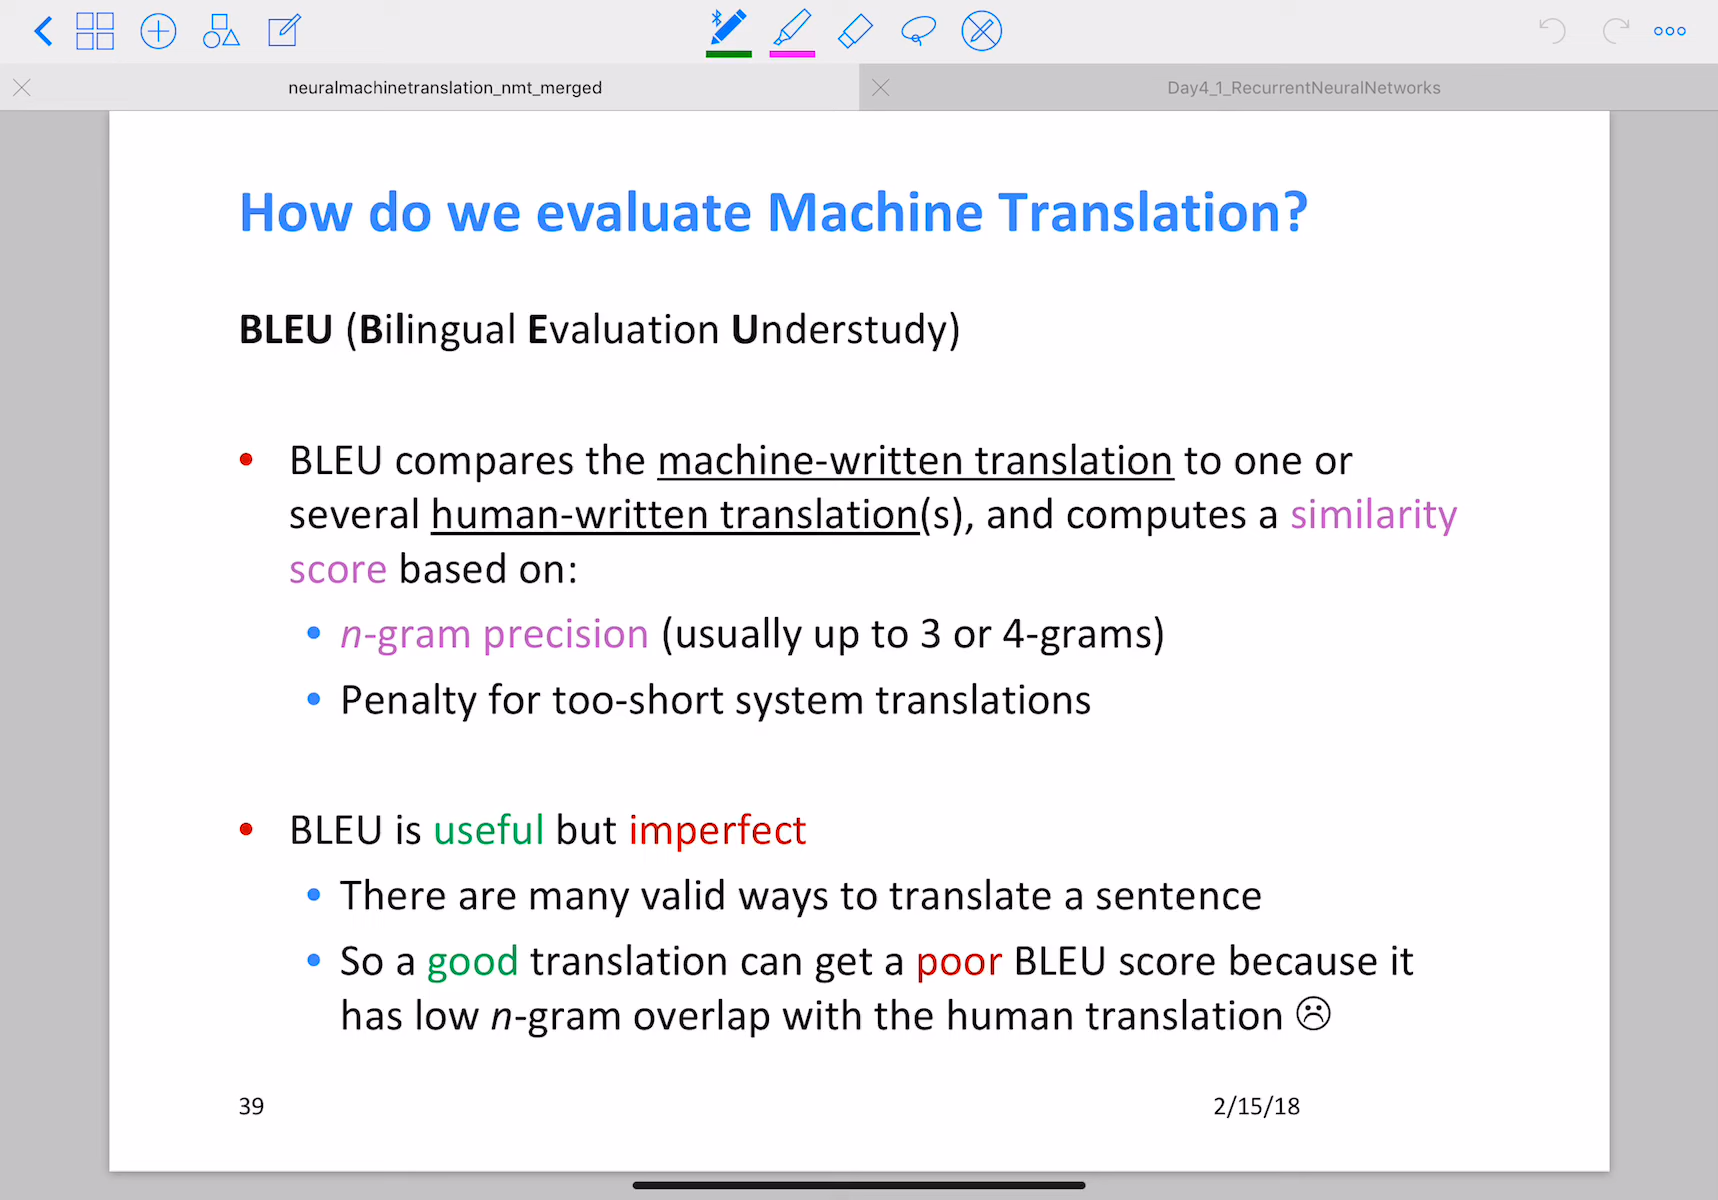 neuralmachinetranslation_nmt_merged
Day4_1_RecurrentNeuralNetworks
How do we evaluate Machine Translation?
BLEU (Bilingual Evaluation Understudy)
• BLEU compares the machine-written translation to one or
several human-written translation(s), and computes a similarity
score based on:
• n-gram precision (usually up to 3 or 4-grams)
• Penalty for too-short system translations
• BLEU is useful but imperfect
• There are many valid ways to translate a sentence
• So a good translation can get a poor BLEU score because it
has low n-gram overlap with the human translation ☹
39
2/15/18